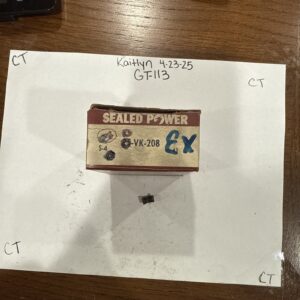 CT
Kaitlyn 4-23-25
GT-113
CT
SEALED POWER
-VK-208
EX
S-4
CT
CT